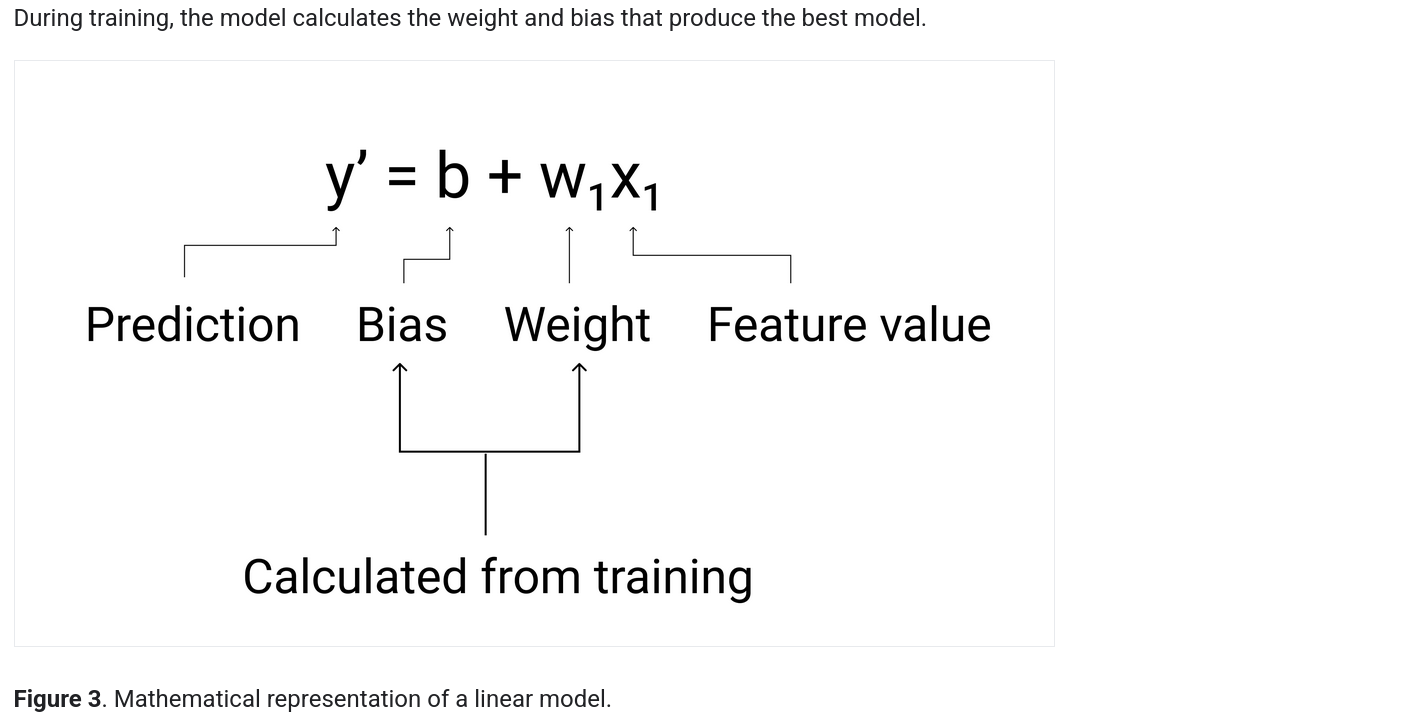 During training, the model calculates the weight and bias that produce the best model.
y’ = b + w₁x₁
Prediction Bias Weight Feature value
Calculated from training
Figure 3. Mathematical representation of a linear model.